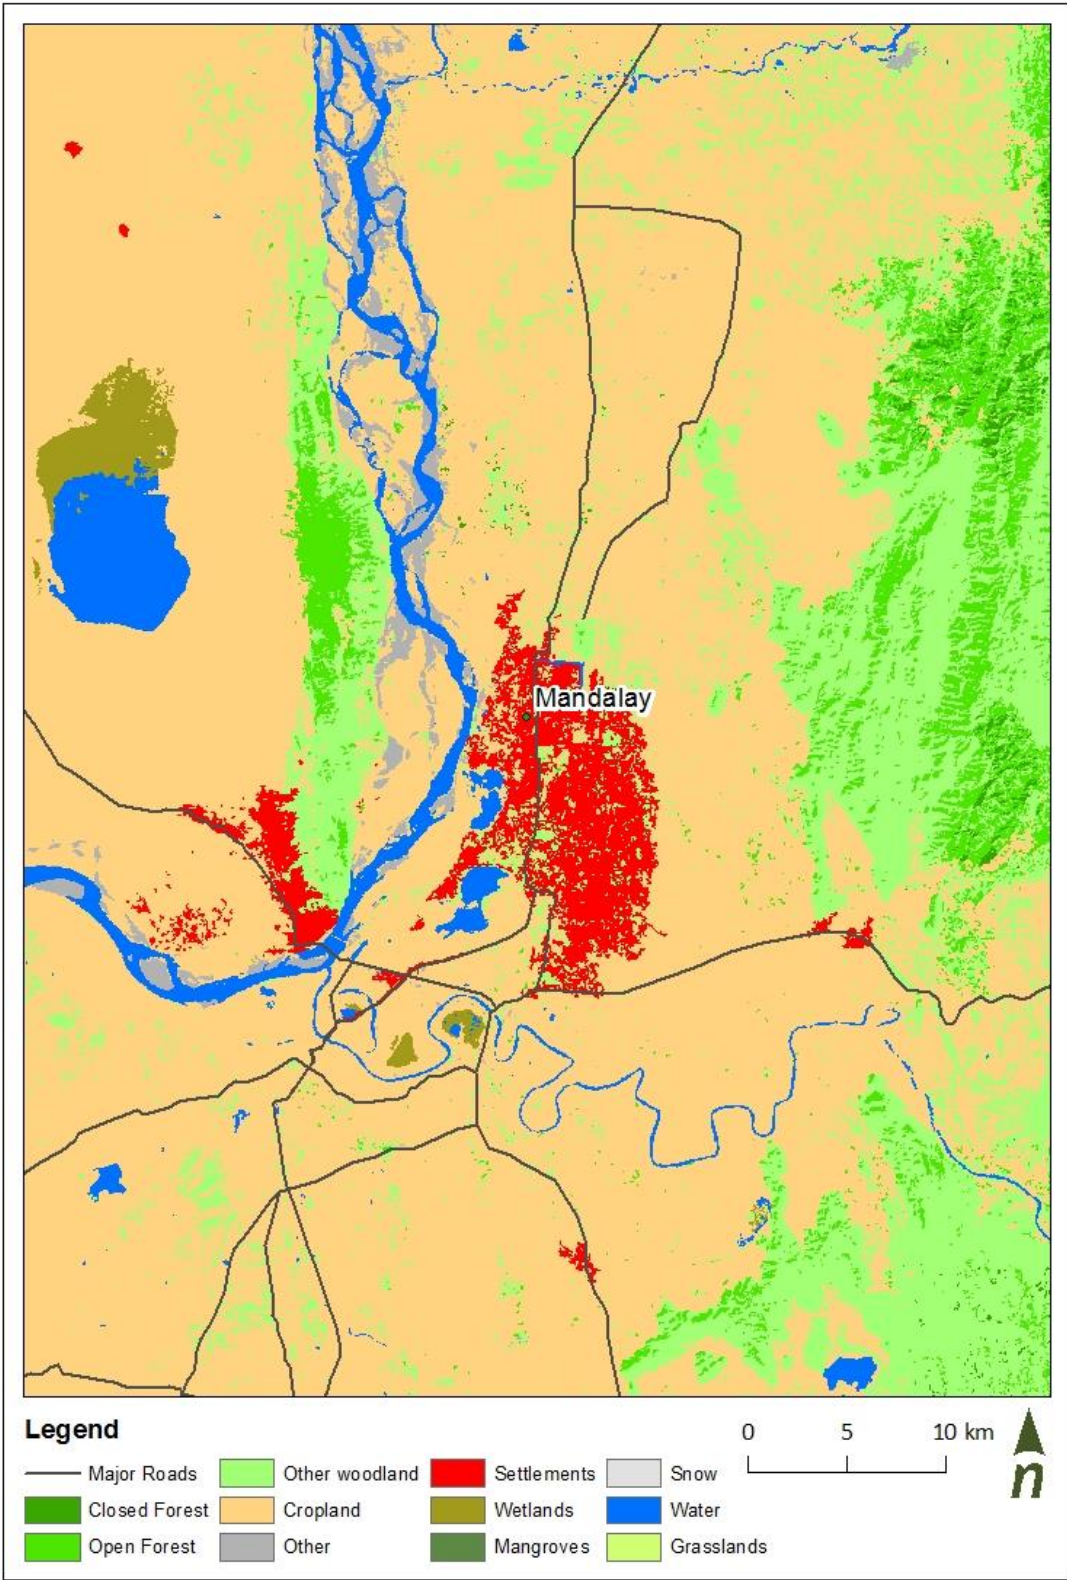 Mandalay
Legend
0 5 10 km
Major Roads Other woodland Settlements Snow
Closed Forest Cropland Wetlands Water
Open Forest Other Mangroves Grasslands
n